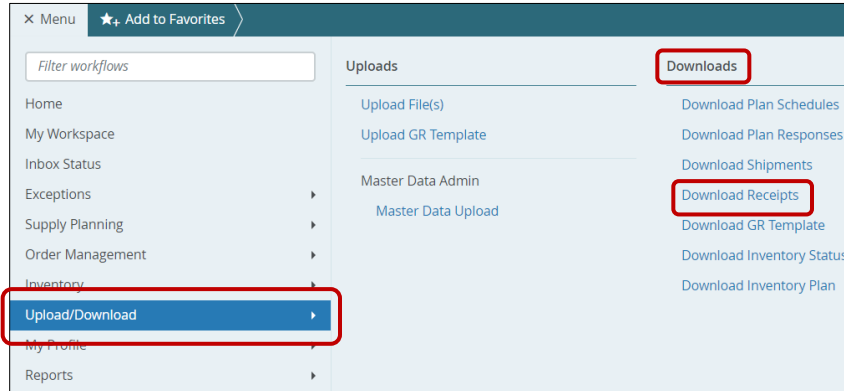 × Menu
★+ Add to Favorites
Filter workflows
Home
My Workspace
Inbox Status
Exceptions
Supply Planning
Order Management
Inventory
Upload/Download
My Profile
Reports
Uploads
Upload File(s)
Upload GR Template
Master Data Admin
Master Data Upload
Downloads
Download Plan Schedules
Download Plan Responses
Download Shipments
Download Receipts
Download GR Template
Download Inventory Status
Download Inventory Plan